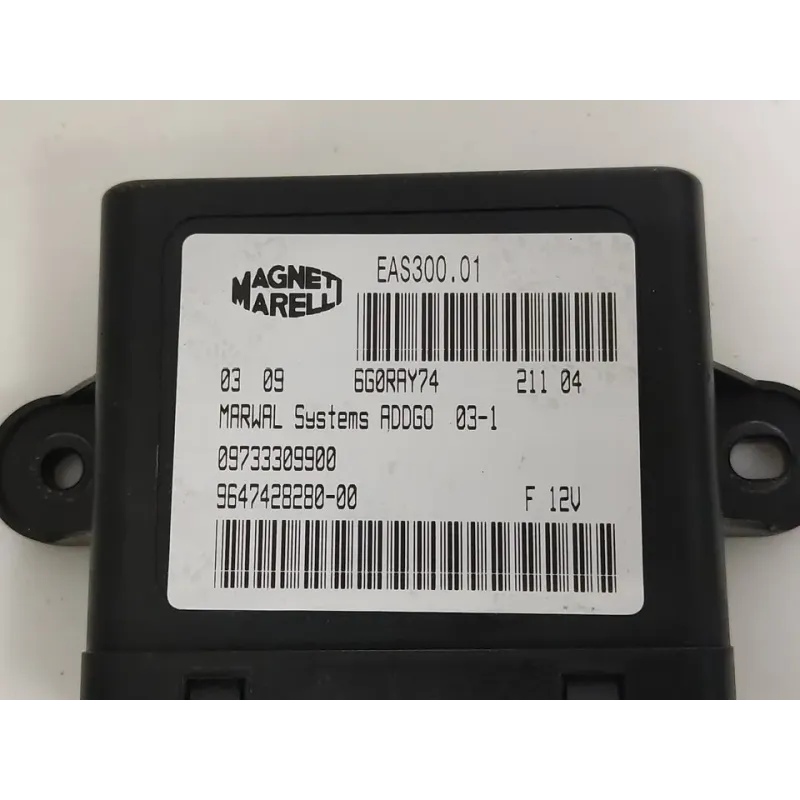 MAGNETI
MARELLI
EAS300.01
03 09 6G0RAY74 211 04
MARWAL Systems ADDGO 03-1
09733309900
9647428280-00 F 12V